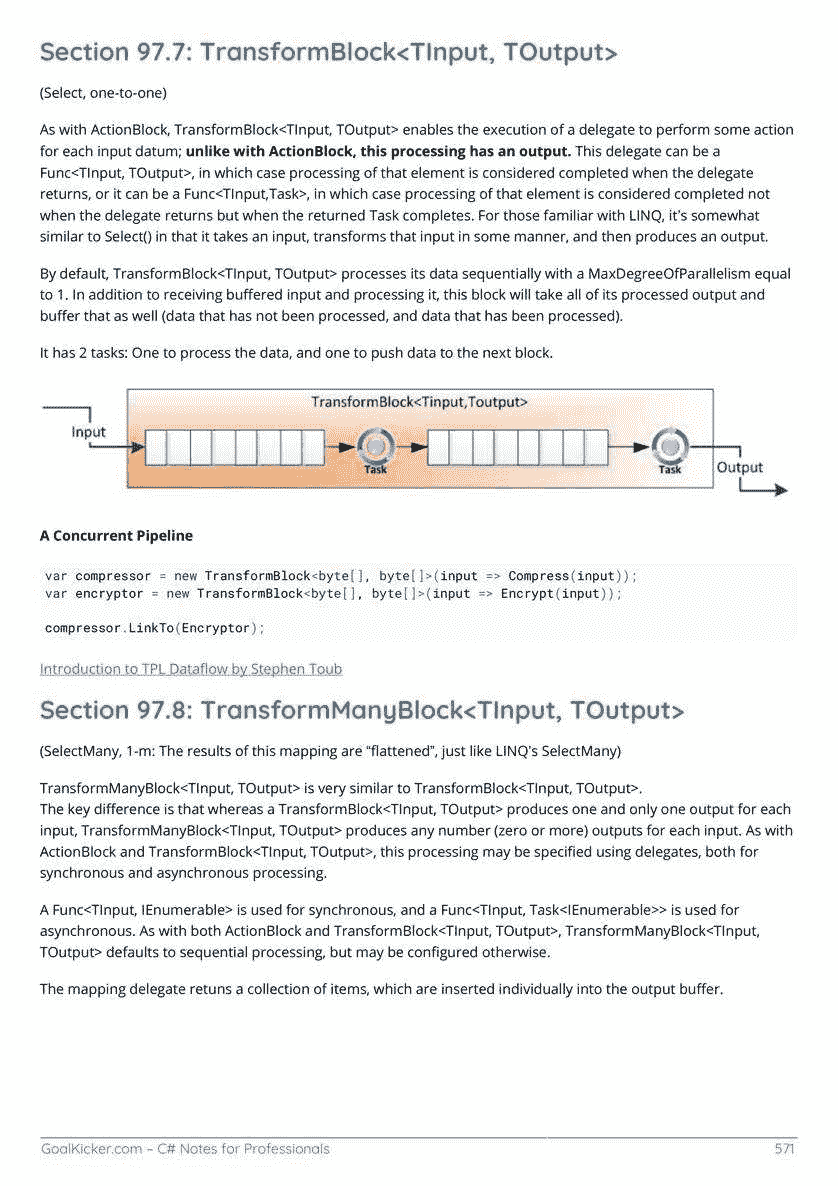 Section 97.7: TransformBlock<TInput, TOutput>
(Select, one-to-one)
As with ActionBlock, TransformBlock<TInput, TOutput> enables the execution of a delegate to perform some action
for each input datum; unlike with ActionBlock, this processing has an output. This delegate can be a
Func<TInput, TOutput>, in which case processing of that element is considered completed when the delegate
returns, or it can be a Func<TInput,Task>, in which case processing of that element is considered completed not
when the delegate returns but when the returned Task completes. For those familiar with LINQ, it's somewhat
similar to Select() in that it takes an input, transforms that input in some manner, and then produces an output.
By default, TransformBlock<TInput, TOutput> processes its data sequentially with a MaxDegreeOfParallelism equal
to 1. In addition to receiving buffered input and processing it, this block will take all of its processed output and
buffer that as well (data that has not been processed, and data that has been processed).
It has 2 tasks: One to process the data, and one to push data to the next block.
TransformBlock<Tinput,Toutput>
Input
Task
Task
Output
A Concurrent Pipeline
var compressor = new TransformBlock<byte[], byte[]>(input => Compress(input));
var encryptor = new TransformBlock<byte[], byte[]>(input => Encrypt(input));
compressor.LinkTo(Encryptor);
Introduction to TPL Dataflow by Stephen Toub
Section 97.8: TransformManyBlock<TInput, TOutput>
(SelectMany, 1-m: The results of this mapping are “flattened”, just like LINQ's SelectMany)
TransformManyBlock<TInput, TOutput> is very similar to TransformBlock<TInput, TOutput>.
The key difference is that whereas a TransformBlock<TInput, TOutput> produces one and only one output for each
input, TransformManyBlock<TInput, TOutput> produces any number (zero or more) outputs for each input. As with
ActionBlock and TransformBlock<TInput, TOutput>, this processing may be specified using delegates, both for
synchronous and asynchronous processing.
A Func<TInput, IEnumerable> is used for synchronous, and a Func<TInput, Task<IEnumerable>> is used for
asynchronous. As with both ActionBlock and TransformBlock<TInput, TOutput>, TransformManyBlock<TInput,
TOutput> defaults to sequential processing, but may be configured otherwise.
The mapping delegate retuns a collection of items, which are inserted individually into the output buffer.
GoalKicker.com – C# Notes for Professionals
571